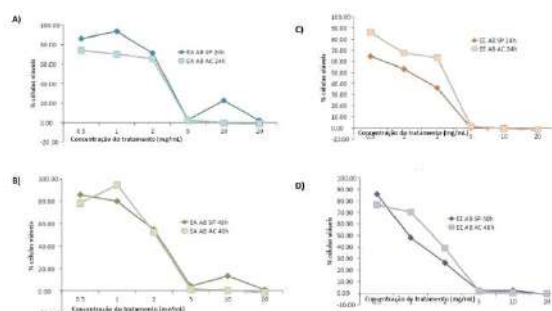 A)
100.00
80.00
60.00
40.00
20.00
0.00
-20.00
% células viáveis
EA AB SP 24h
EA AB AC 24h
0.5 1 2 5 10 20
Concentração do tratamento (mg/mL)
C)
100.00
90.00
80.00
70.00
60.00
50.00
40.00
30.00
20.00
10.00
0.00
-10.00
% células viáveis
EE AB SP 24h
EE AB AC 24h
5 10 20
Concentração do tratamento (mg/mL)
B)
100.00
80.00
60.00
40.00
20.00
0.00
% células viáveis
EA AB SP 48h
EA AB AC 48h
0.5 1 2 5 10 20
Concentração do tratamento (mg/mL)
D)
100.00
90.00
80.00
70.00
60.00
50.00
40.00
30.00
20.00
10.00
0.00
% células viáveis
EE AB SP 48h
EE AB AC 48h
5 10 20
Concentração do tratamento (mg/mL)